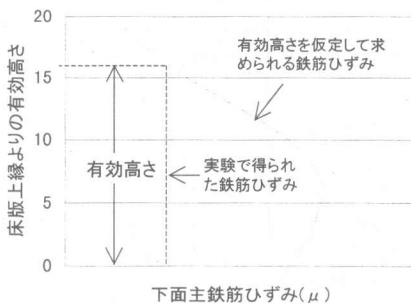 20
15
10
5
0
床版上縁よりの有効高さ
有効高さを仮定して求
められる鉄筋ひずみ
有効高さ
実験で得られ
た鉄筋ひずみ
下面主鉄筋ひずみ(μ)